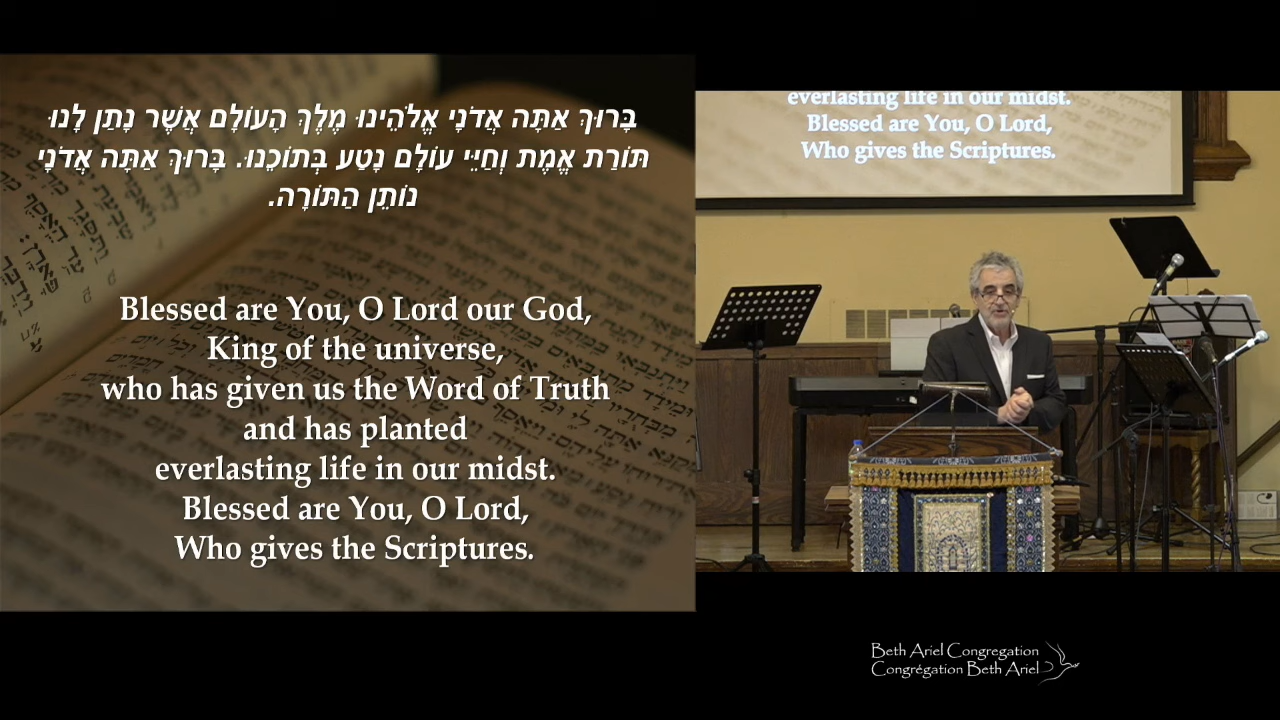 בָּרוּךְ אַתָּה אֲדֹנָי אֱלֹהֵינוּ מֶלֶךְ הָעוֹלָם אֲשֶׁר נָתַן לָנוּ
תּוֹרַת אֱמֶת וְחַיֵּי עוֹלָם נָטַע בְּתוֹכֵנוּ. בָּרוּךְ אַתָּה אֲדֹנָי
נוֹתֵן הַתּוֹרָה.
Blessed are You, O Lord our God,
King of the universe,
who has given us the Word of Truth
and has planted
everlasting life in our midst.
Blessed are You, O Lord,
Who gives the Scriptures.
everlasting life in our midst.
Blessed are You, O Lord,
Who gives the Scriptures.
Beth Ariel Congregation
Congrégation Beth Ariel